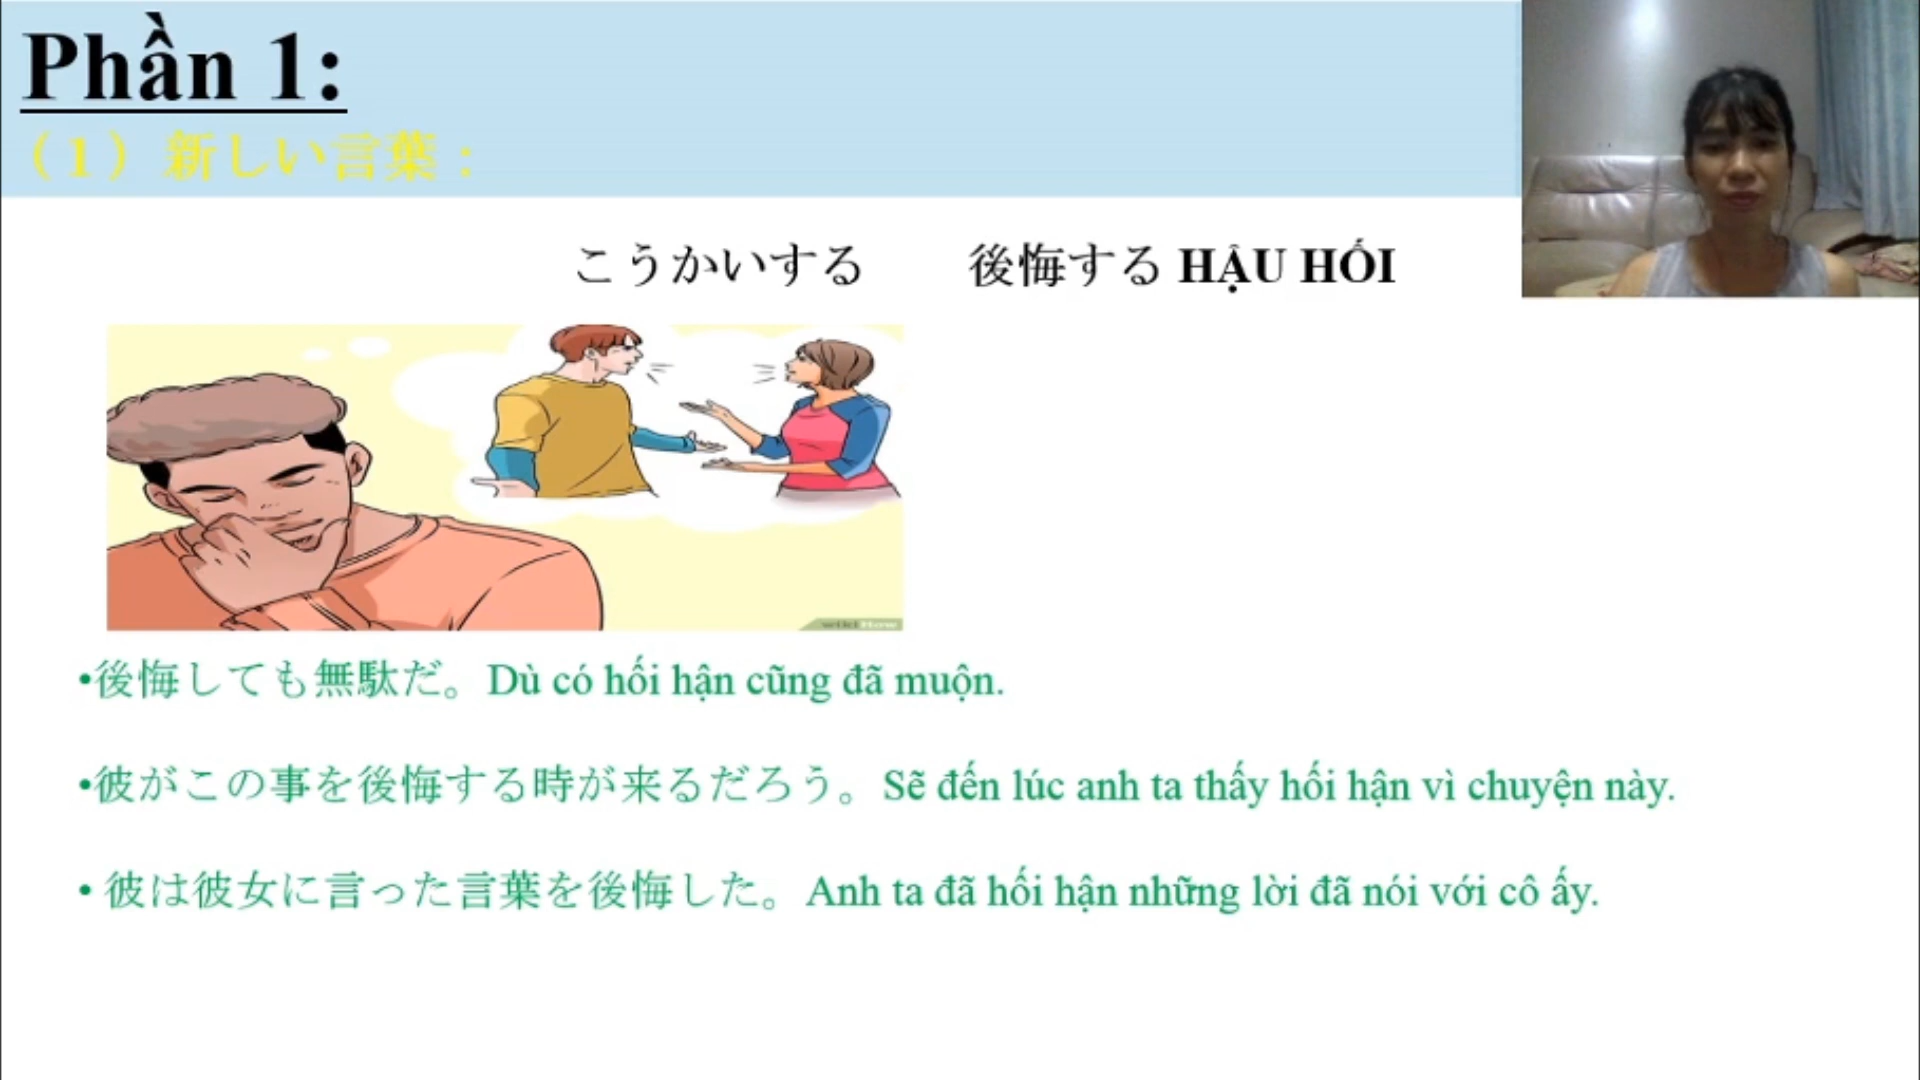 Phần 1:
（1）新しい言葉：
こうかいする 後悔する HẬU HỐI
wikiHow
•後悔しても無駄だ。Dù có hối hận cũng đã muộn.
•彼がこの事を後悔する時が来るだろう。Sẽ đến lúc anh ta thấy hối hận vì chuyện này.
• 彼は彼女に言った言葉を後悔した。Anh ta đã hối hận những lời đã nói với cô ấy.